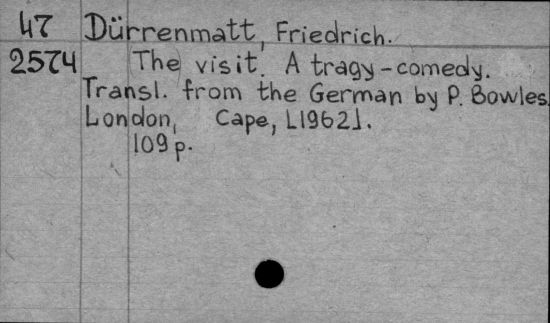 47 Dürrenmatt, Friedrich.
2574 The visit. A tragy-comedy.
Transl. from the German by P. Bowles
London, Cape, [1962].
109 p.